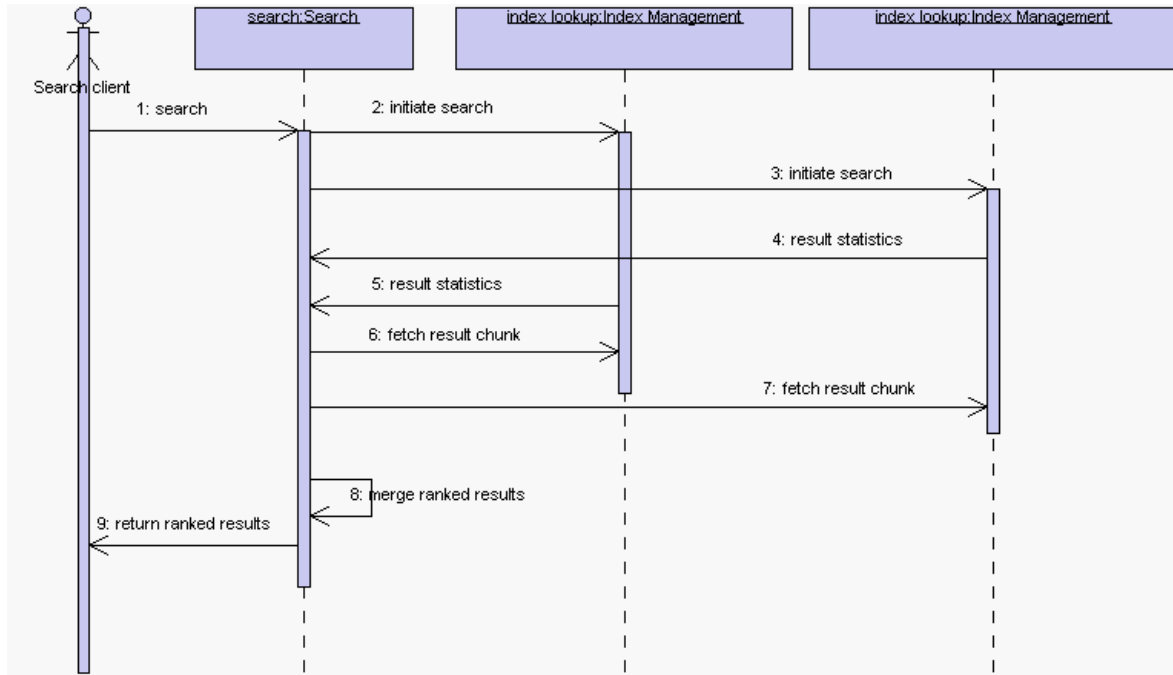 search:Search
index lookup:Index Management
index lookup:Index Management
Search client
1: search
2: initiate search
3: initiate search
4: result statistics
5: result statistics
6: fetch result chunk
7: fetch result chunk
8: merge ranked results
9: return ranked results